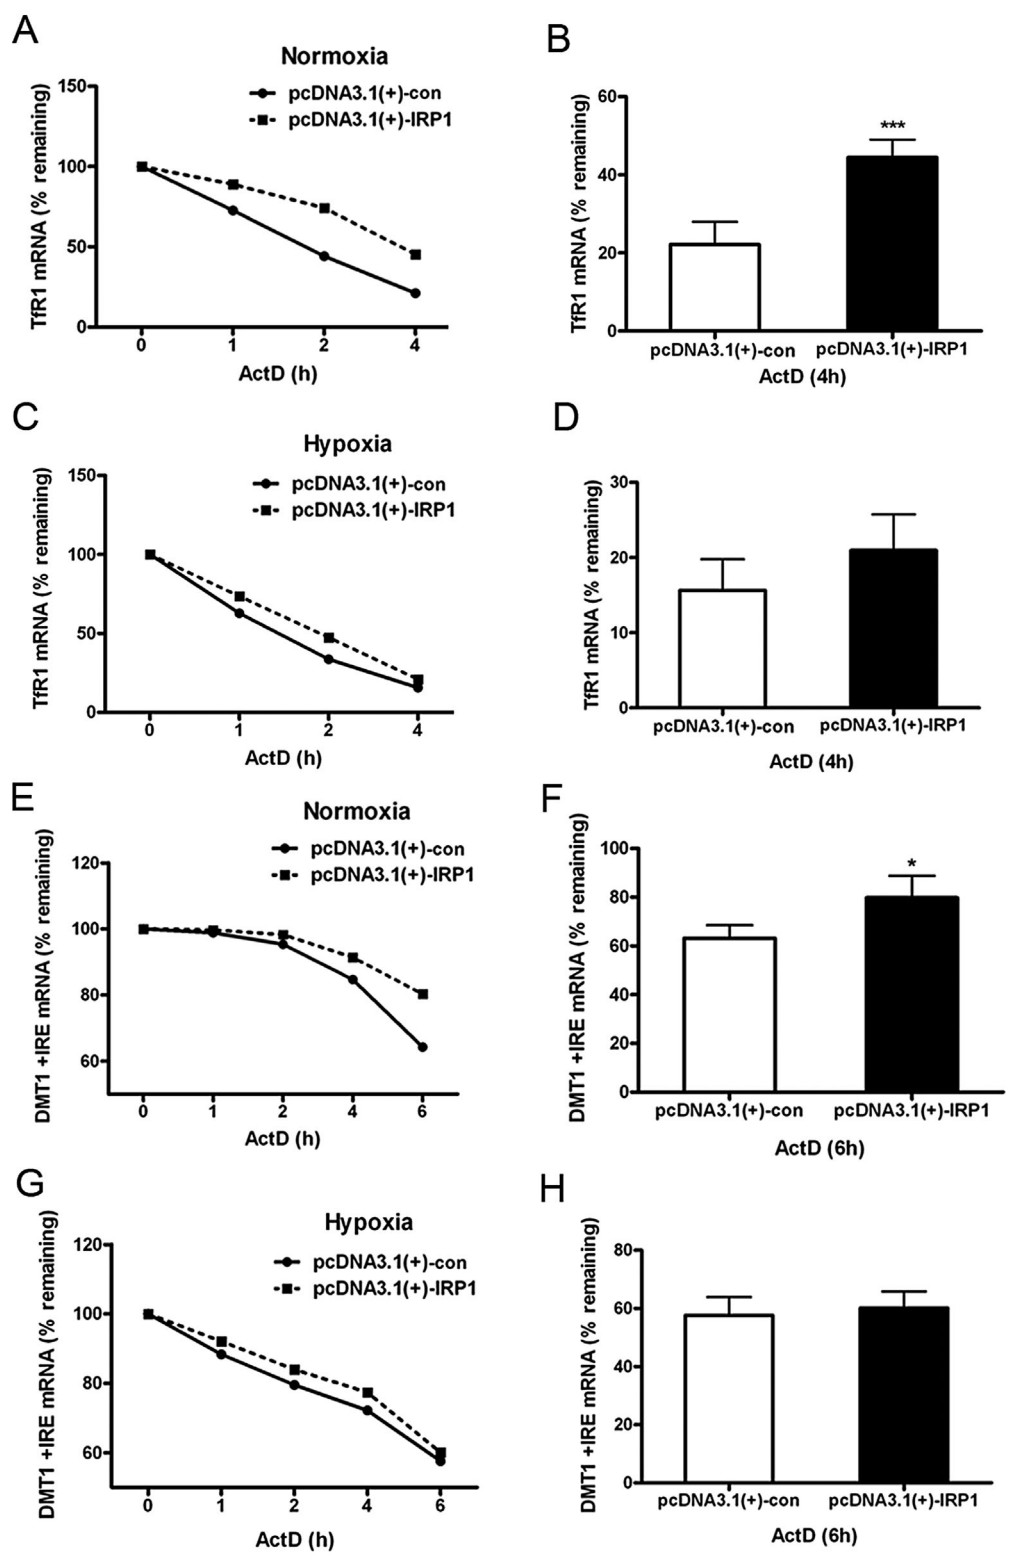 A
Normoxia
pcDNA3.1(+)-con
pcDNA3.1(+)-IRP1
TfR1 mRNA (% remaining)
150
100
50
0
0 1 2 4
ActD (h)
B
TfR1 mRNA (% remaining)
60
40
20
0
***
pcDNA3.1(+)-con pcDNA3.1(+)-IRP1
ActD (4h)
C
Hypoxia
pcDNA3.1(+)-con
pcDNA3.1(+)-IRP1
TfR1 mRNA (% remaining)
150
100
50
0
0 1 2 4
ActD (h)
D
TfR1 mRNA (% remaining)
30
20
10
0
pcDNA3.1(+)-con pcDNA3.1(+)-IRP1
ActD (4h)
E
Normoxia
pcDNA3.1(+)-con
pcDNA3.1(+)-IRP1
DMT1 +IRE mRNA (% remaining)
120
100
80
60
0 1 2 4 6
ActD (h)
F
DMT1 +IRE mRNA (% remaining)
100
80
60
40
20
0
*
pcDNA3.1(+)-con pcDNA3.1(+)-IRP1
ActD (6h)
G
Hypoxia
pcDNA3.1(+)-con
pcDNA3.1(+)-IRP1
DMT1 +IRE mRNA (% remaining)
120
100
80
60
0 1 2 4 6
ActD (h)
H
DMT1 +IRE mRNA (% remaining)
80
60
40
20
0
pcDNA3.1(+)-con pcDNA3.1(+)-IRP1
ActD (6h)